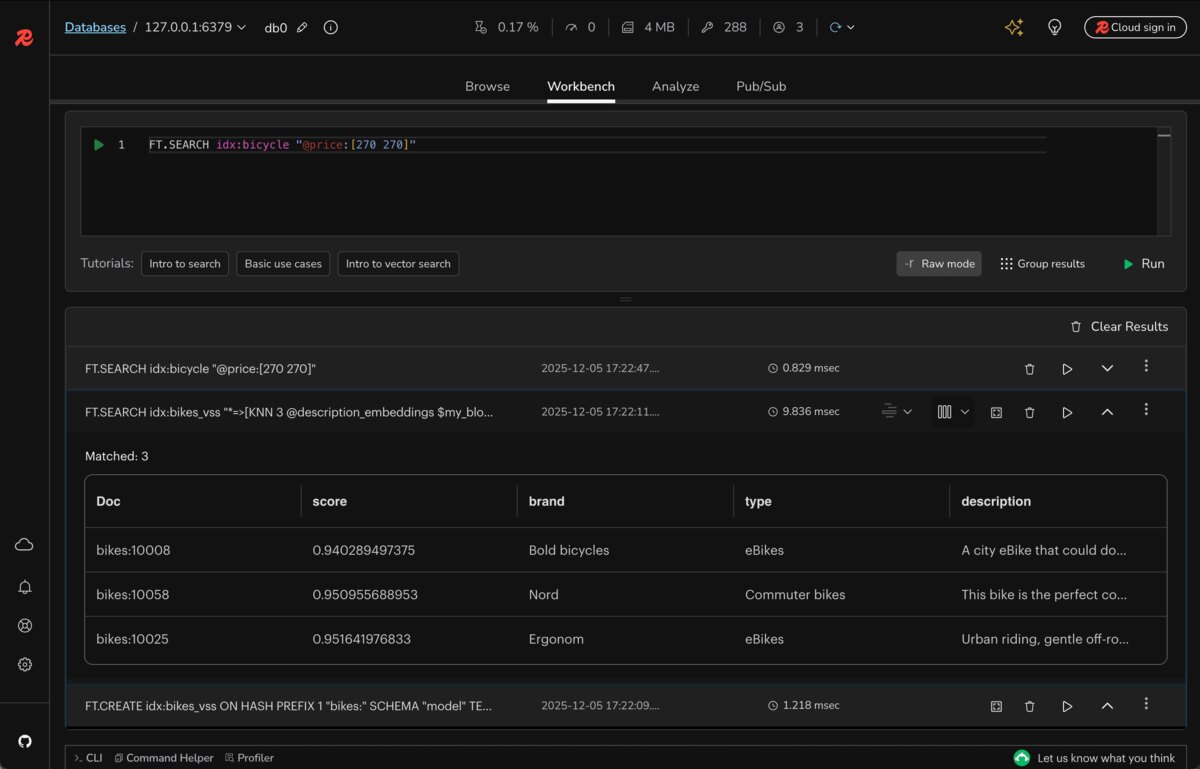 Databases / 127.0.0.1:6379 db0 0.17 % 0 4 MB 288 3 Cloud sign in
Browse Workbench Analyze Pub/Sub
1 FT.SEARCH idx:bicycle "@price:[270 270]"
Tutorials: Intro to search Basic use cases Intro to vector search -r Raw mode Group results Run
Clear Results
FT.SEARCH idx:bicycle "@price:[270 270]" 2025-12-05 17:22:47.... 0.829 msec
FT.SEARCH idx:bikes_vss "*=>[KNN 3 @description_embeddings $my_blo... 2025-12-05 17:22:11.... 9.836 msec
Matched: 3
Doc score brand type description
bikes:10008 0.940289497375 Bold bicycles eBikes A city eBike that could do...
bikes:10058 0.950955688953 Nord Commuter bikes This bike is the perfect co...
bikes:10025 0.951641976833 Ergonom eBikes Urban riding, gentle off-ro...
FT.CREATE idx:bikes_vss ON HASH PREFIX 1 "bikes:" SCHEMA "model" TE... 2025-12-05 17:22:09.... 1.218 msec
>_ CLI Command Helper Profiler Let us know what you think